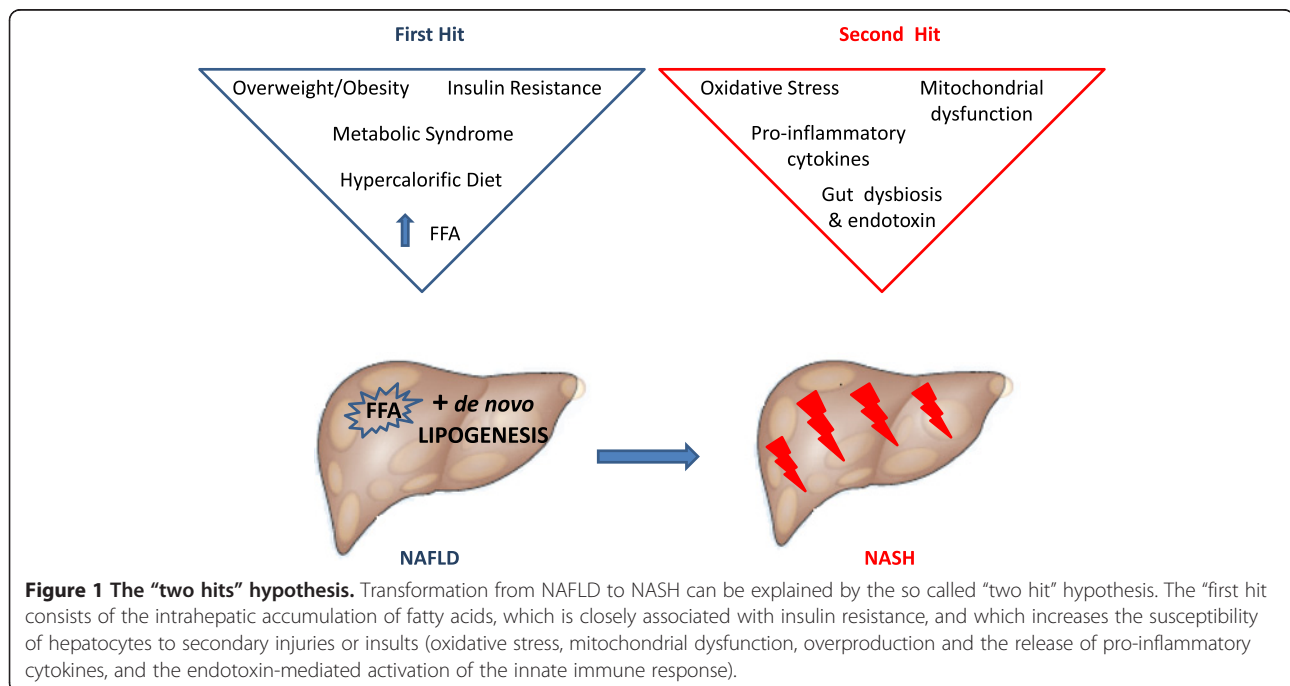 First Hit
Second Hit
Overweight/Obesity
Insulin Resistance
Metabolic Syndrome
Hypercalorific Diet
FFA
Oxidative Stress
Mitochondrial
dysfunction
Pro-inflammatory
cytokines
Gut dysbiosis
& endotoxin
FFA
+ de novo
LIPOGENESIS
NAFLD
NASH
Figure 1 The “two hits” hypothesis. Transformation from NAFLD to NASH can be explained by the so called “two hit” hypothesis. The “first hit
consists of the intrahepatic accumulation of fatty acids, which is closely associated with insulin resistance, and which increases the susceptibility
of hepatocytes to secondary injuries or insults (oxidative stress, mitochondrial dysfunction, overproduction and the release of pro-inflammatory
cytokines, and the endotoxin-mediated activation of the innate immune response).